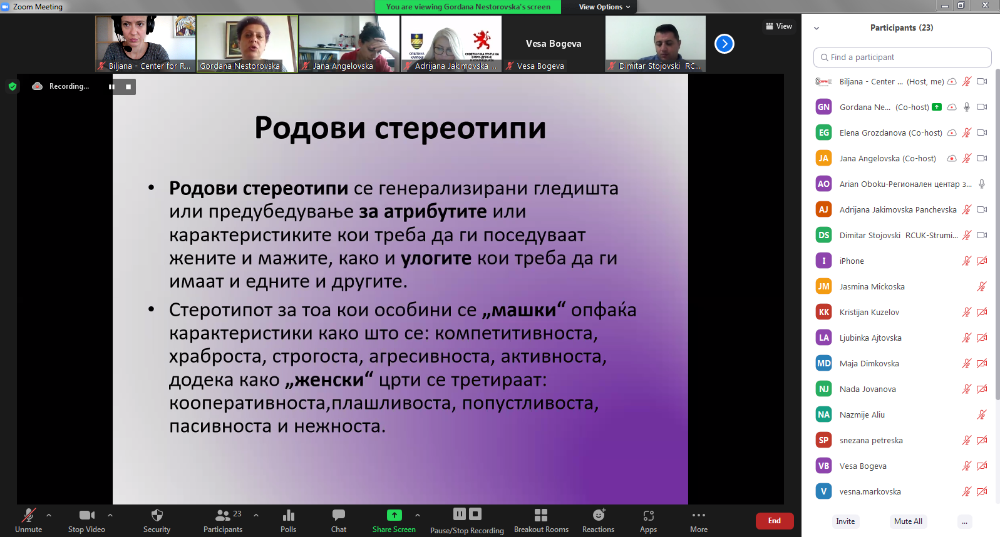 Zoom Meeting
You are viewing Gordana Nestorovska's screen
View Options
Biljana - Center for R...
Gordana Nestorovska
Jana Angelovska
ОПШТИНА
КАРПОШ
СОВЕТНИЧКА ГРУПА НА
Adrijana Jakimovska ...
Vesa Bogeva
Vesa Bogeva
Dimitar Stojovski RC...
View
Recording...
Родови стереотипи
• Родови стереотипи се генерализирани гледишта
или предубедување за атрибутите или
карактеристиките кои треба да ги поседуваат
жените и мажите, како и улогите кои треба да ги
имаат и едните и другите.
• Стеротипот за тоа кои особини се „машки“ опфаќа
карактеристики како што се: компетитивноста,
храброста, строгоста, агресивноста, активноста,
додека како „женски“ црти се третираат:
кооперативноста,плашливоста, попустливоста,
пасивноста и нежноста.
Participants (23)
Find a participant
Biljana - Center ... (Host, me)
GN Gordana Ne... (Co-host)
EG Elena Grozdanova (Co-host)
JA Jana Angelovska (Co-host)
AO Arian Oboku-Регионален центар з...
AJ Adrijana Jakimovska Panchevska
DS Dimitar Stojovski RCUK-Strumi...
I iPhone
JM Jasmina Mickoska
KK Kristijan Kuzelov
LA Ljubinka Ajtovska
MD Maja Dimkovska
NJ Nada Jovanova
NA Nazmije Aliu
SP snezana petreska
VB Vesa Bogeva
V vesna.markovska
Invite
Mute All
...
Unmute
Stop Video
Security
23
Participants
Polls
Chat
Share Screen
Pause/Stop Recording
Breakout Rooms
Reactions
Apps
More
End